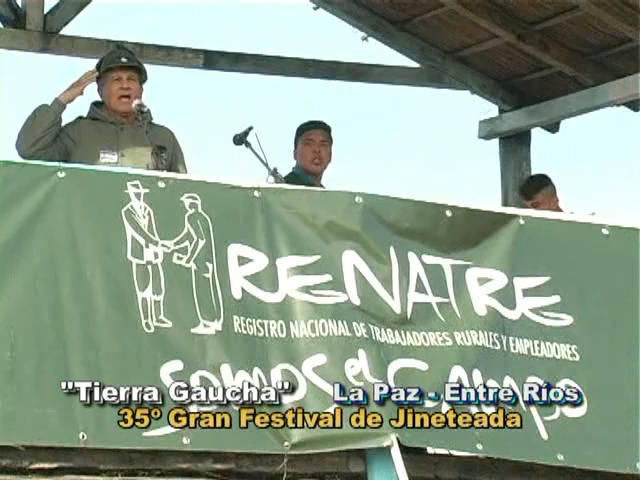 RENATRE
REGISTRO NACIONAL DE TRABAJADORES RURALES Y EMPLEADORES
Somos el Campo
"Tierra Gaucha" La Paz - Entre Ríos
35º Gran Festival de Jineteada